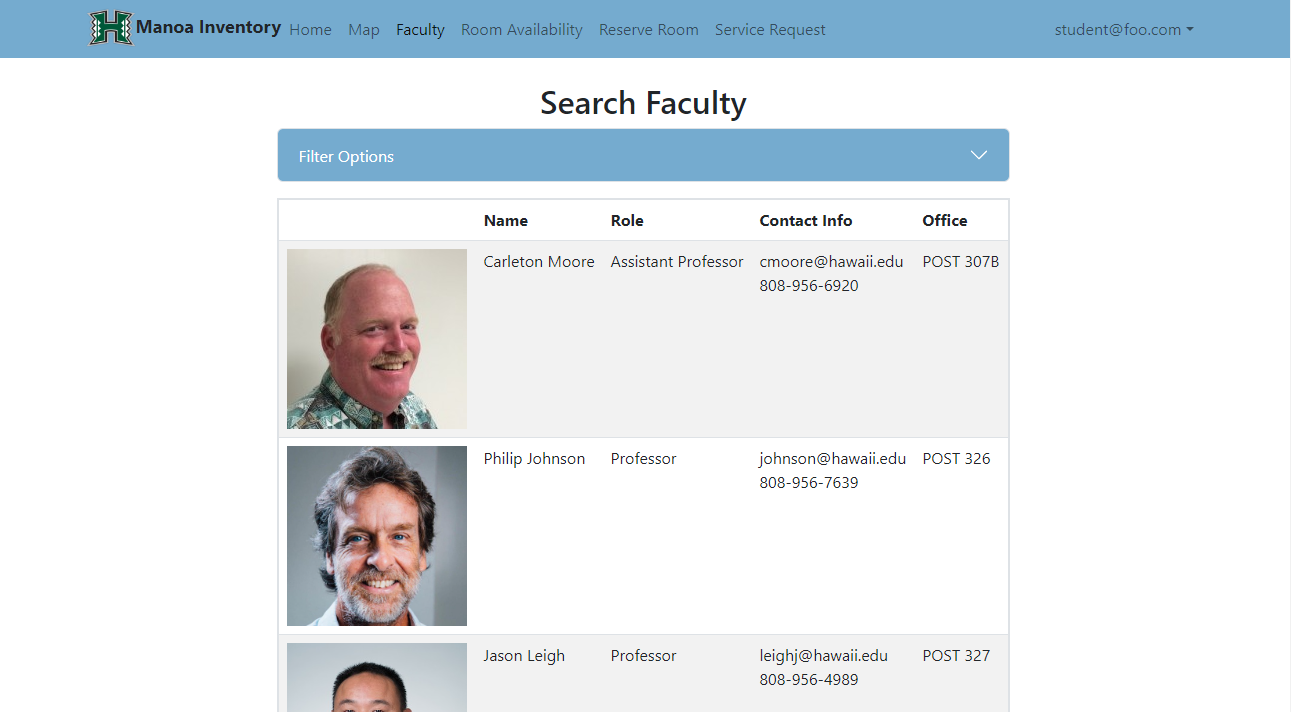 Manoa Inventory Home Map Faculty Room Availability Reserve Room Service Request student@foo.com
Search Faculty
Filter Options
Name Role Contact Info Office
Carleton Moore Assistant Professor cmoore@hawaii.edu POST 307B
808-956-6920
Philip Johnson Professor johnson@hawaii.edu POST 326
808-956-7639
Jason Leigh Professor leighj@hawaii.edu POST 327
808-956-4989